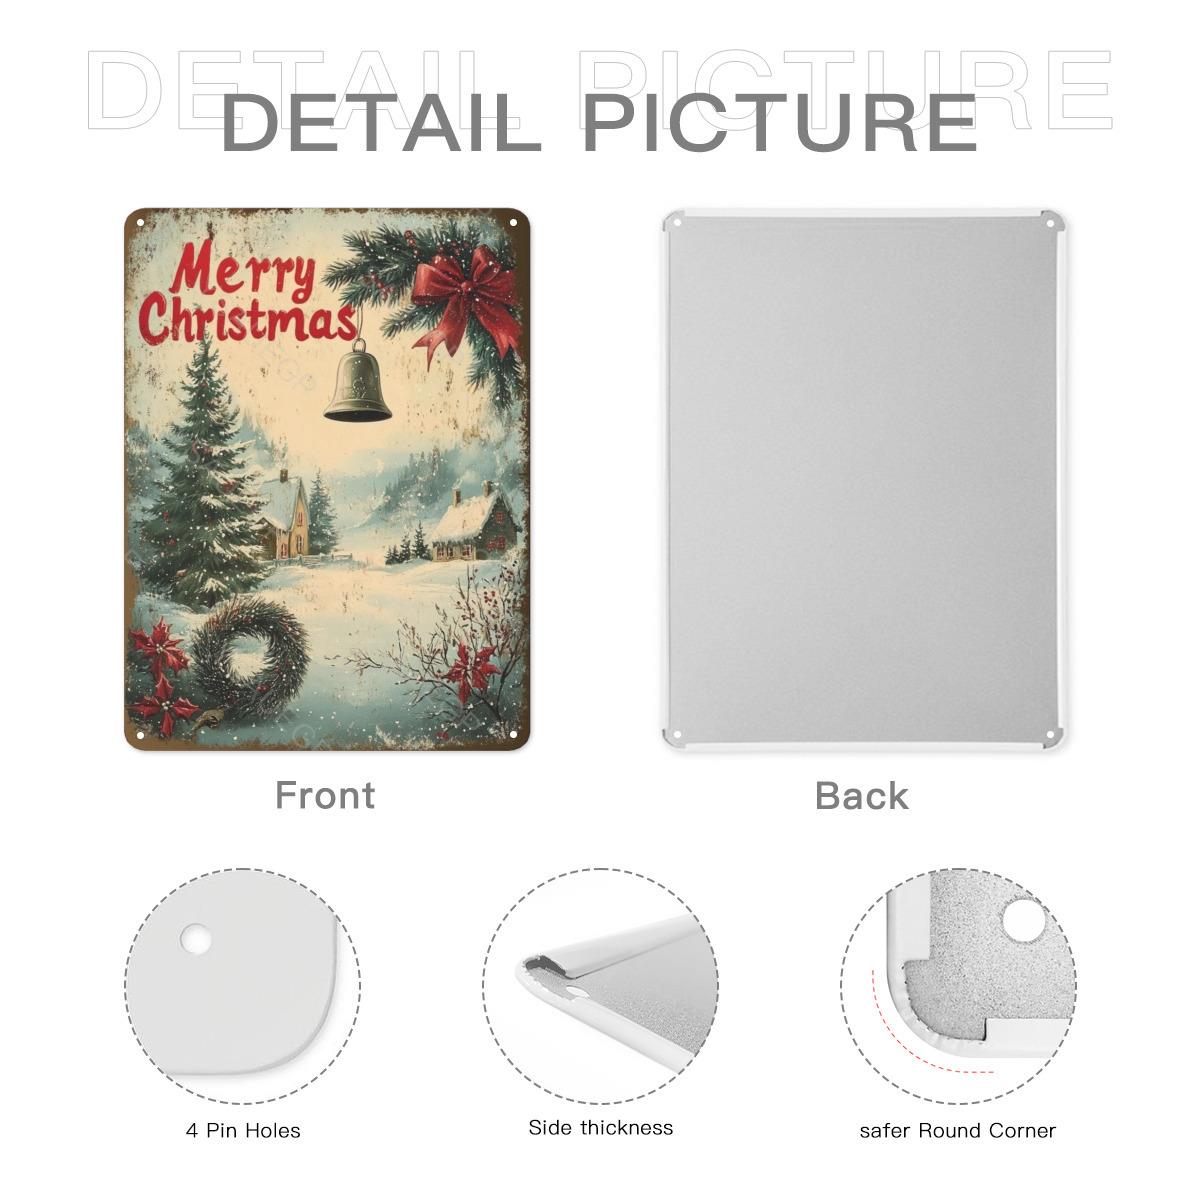 DETAIL PICTURE
DETAIL PICTURE
Merry
Christmas
Front
Back
4 Pin Holes
Side thickness
safer Round Corner